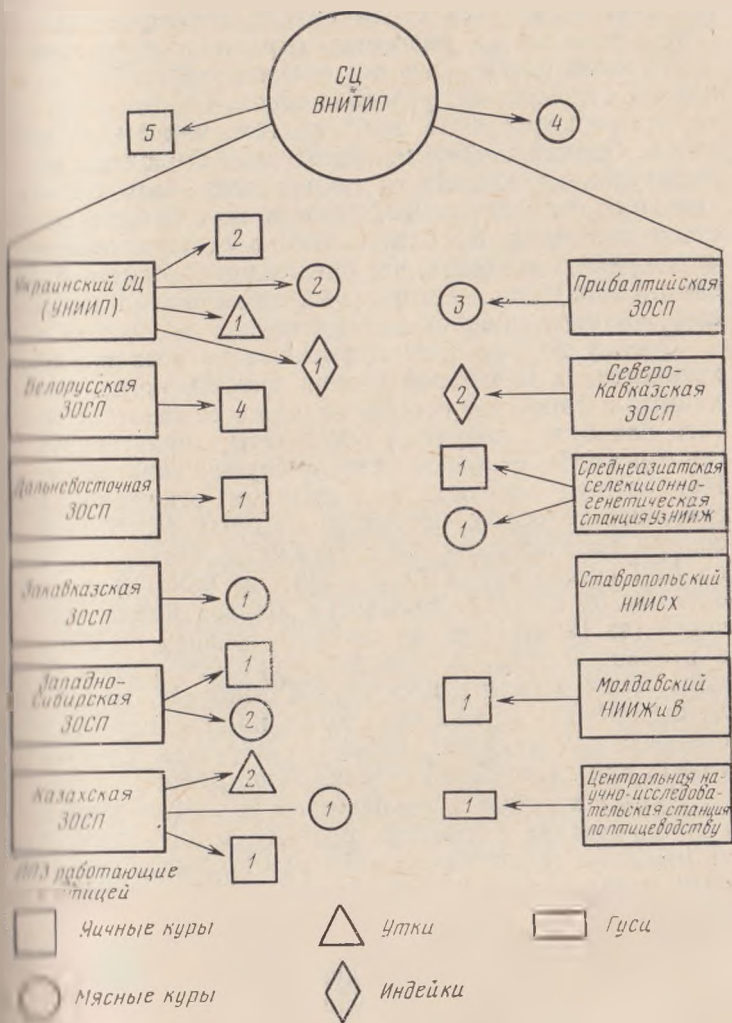 СЦ
ВНИТИП
5
4
Украинский СЦ
(УНИИП)
2
2
1
1
Белорусская
ЗОСП
4
Дальневосточная
ЗОСП
1
Закавказская
ЗОСП
1
Западно-
Сибирская
ЗОСП
1
2
Казахская
ЗОСП
2
1
1
Прибалтийская
ЗОСП
3
Северо-
Кавказская
ЗОСП
2
Среднеазиатская
селекционно-
генетическая
станция УзНИИЖ
1
1
Ставропольский
НИИСХ
Молдавский
НИИЖиВ
1
Центральная на-
учно-исследова-
тельская станция
по птицеводству
1
работающие
Яичные куры
Утки
Гуси
Мясные куры
Индейки